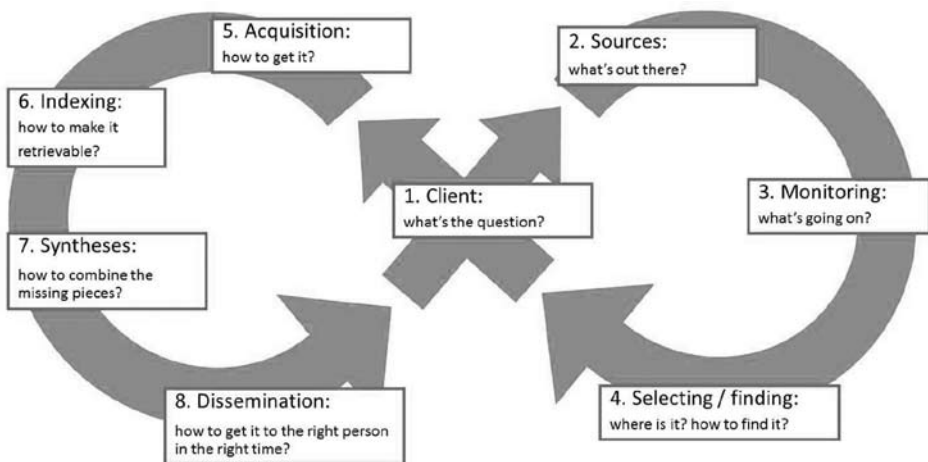 1. Client:
what's the question?
2. Sources:
what's out there?
3. Monitoring:
what's going on?
4. Selecting / finding:
where is it? how to find it?
5. Acquisition:
how to get it?
6. Indexing:
how to make it
retrievable?
7. Syntheses:
how to combine the
missing pieces?
8. Dissemination:
how to get it to the right person
in the right time?